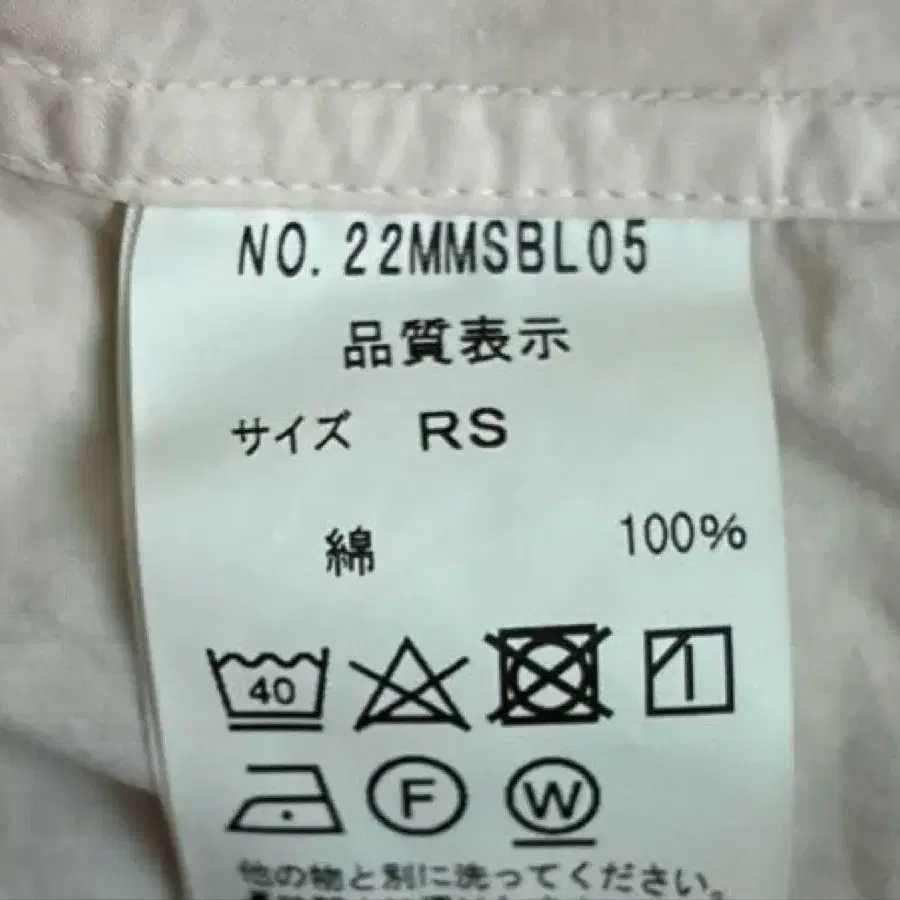 NO. 22MMSBL05
品質表示
サイズ RS
綿 100%
40
F W
他の物と別に洗ってください。